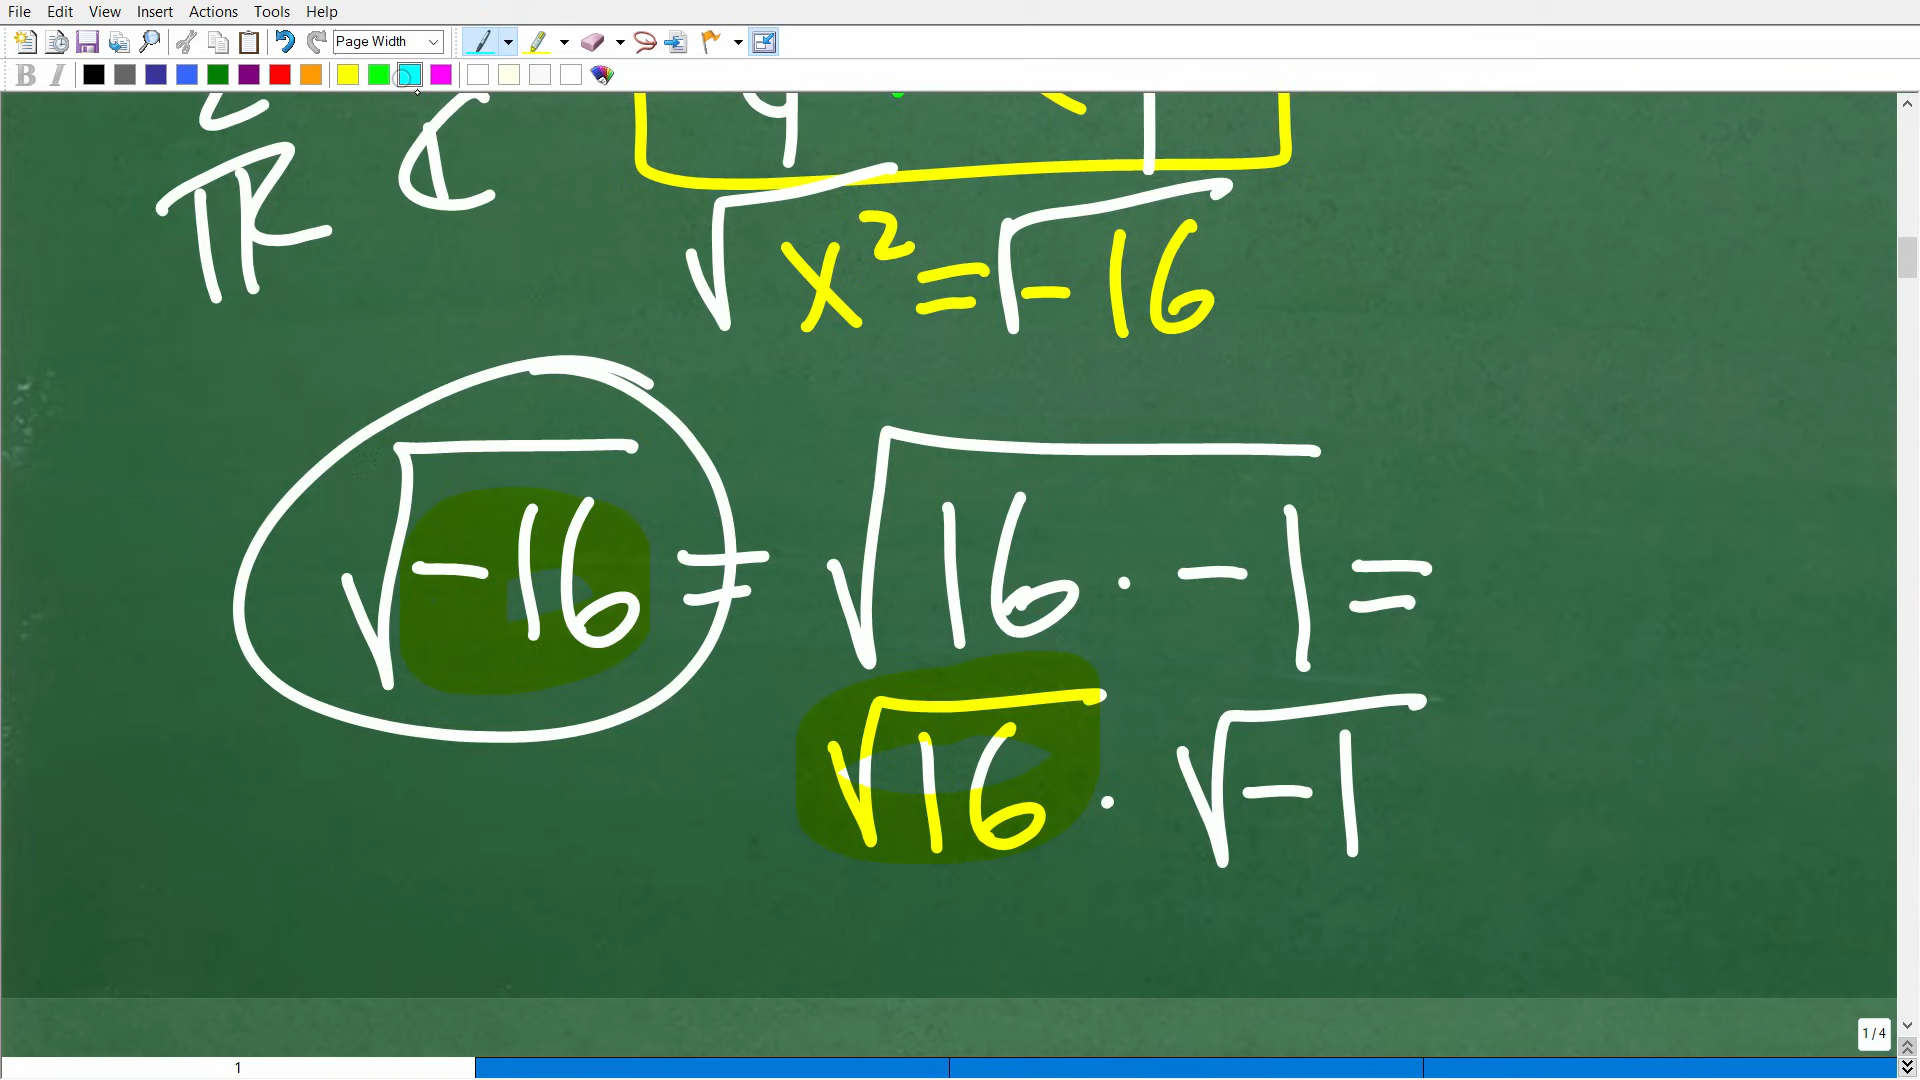 File Edit View Insert Actions Tools Help
Page Width
B I
π
√x² = √-16
√-16 = √16 · -1 =
√16 · √-1
1 / 4
1